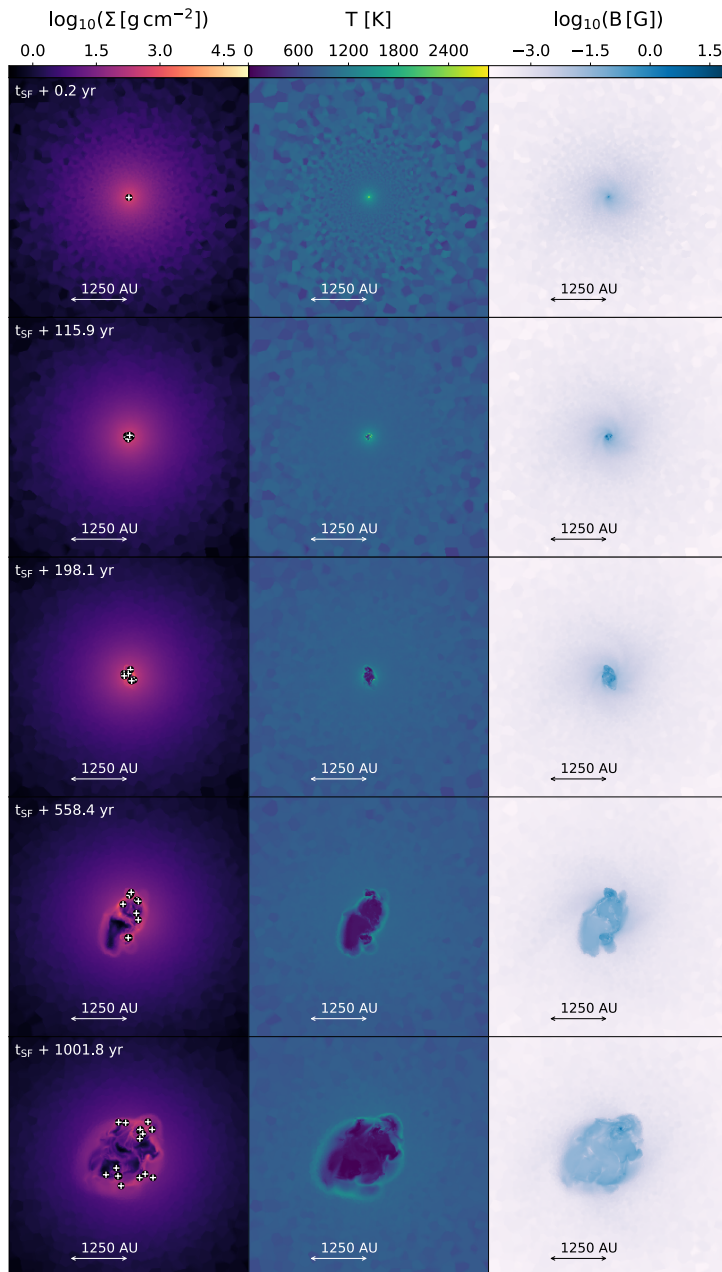 log₁₀(Σ [g cm⁻²])
T [K]
log₁₀(B [G])
0.0 1.5 3.0 4.5
0 600 1200 1800 2400
−3.0 −1.5 0.0 1.5
t_SF + 0.2 yr
1250 AU 1250 AU 1250 AU
t_SF + 115.9 yr
1250 AU 1250 AU 1250 AU
t_SF + 198.1 yr
1250 AU 1250 AU 1250 AU
t_SF + 558.4 yr
1250 AU 1250 AU 1250 AU
t_SF + 1001.8 yr
1250 AU 1250 AU 1250 AU